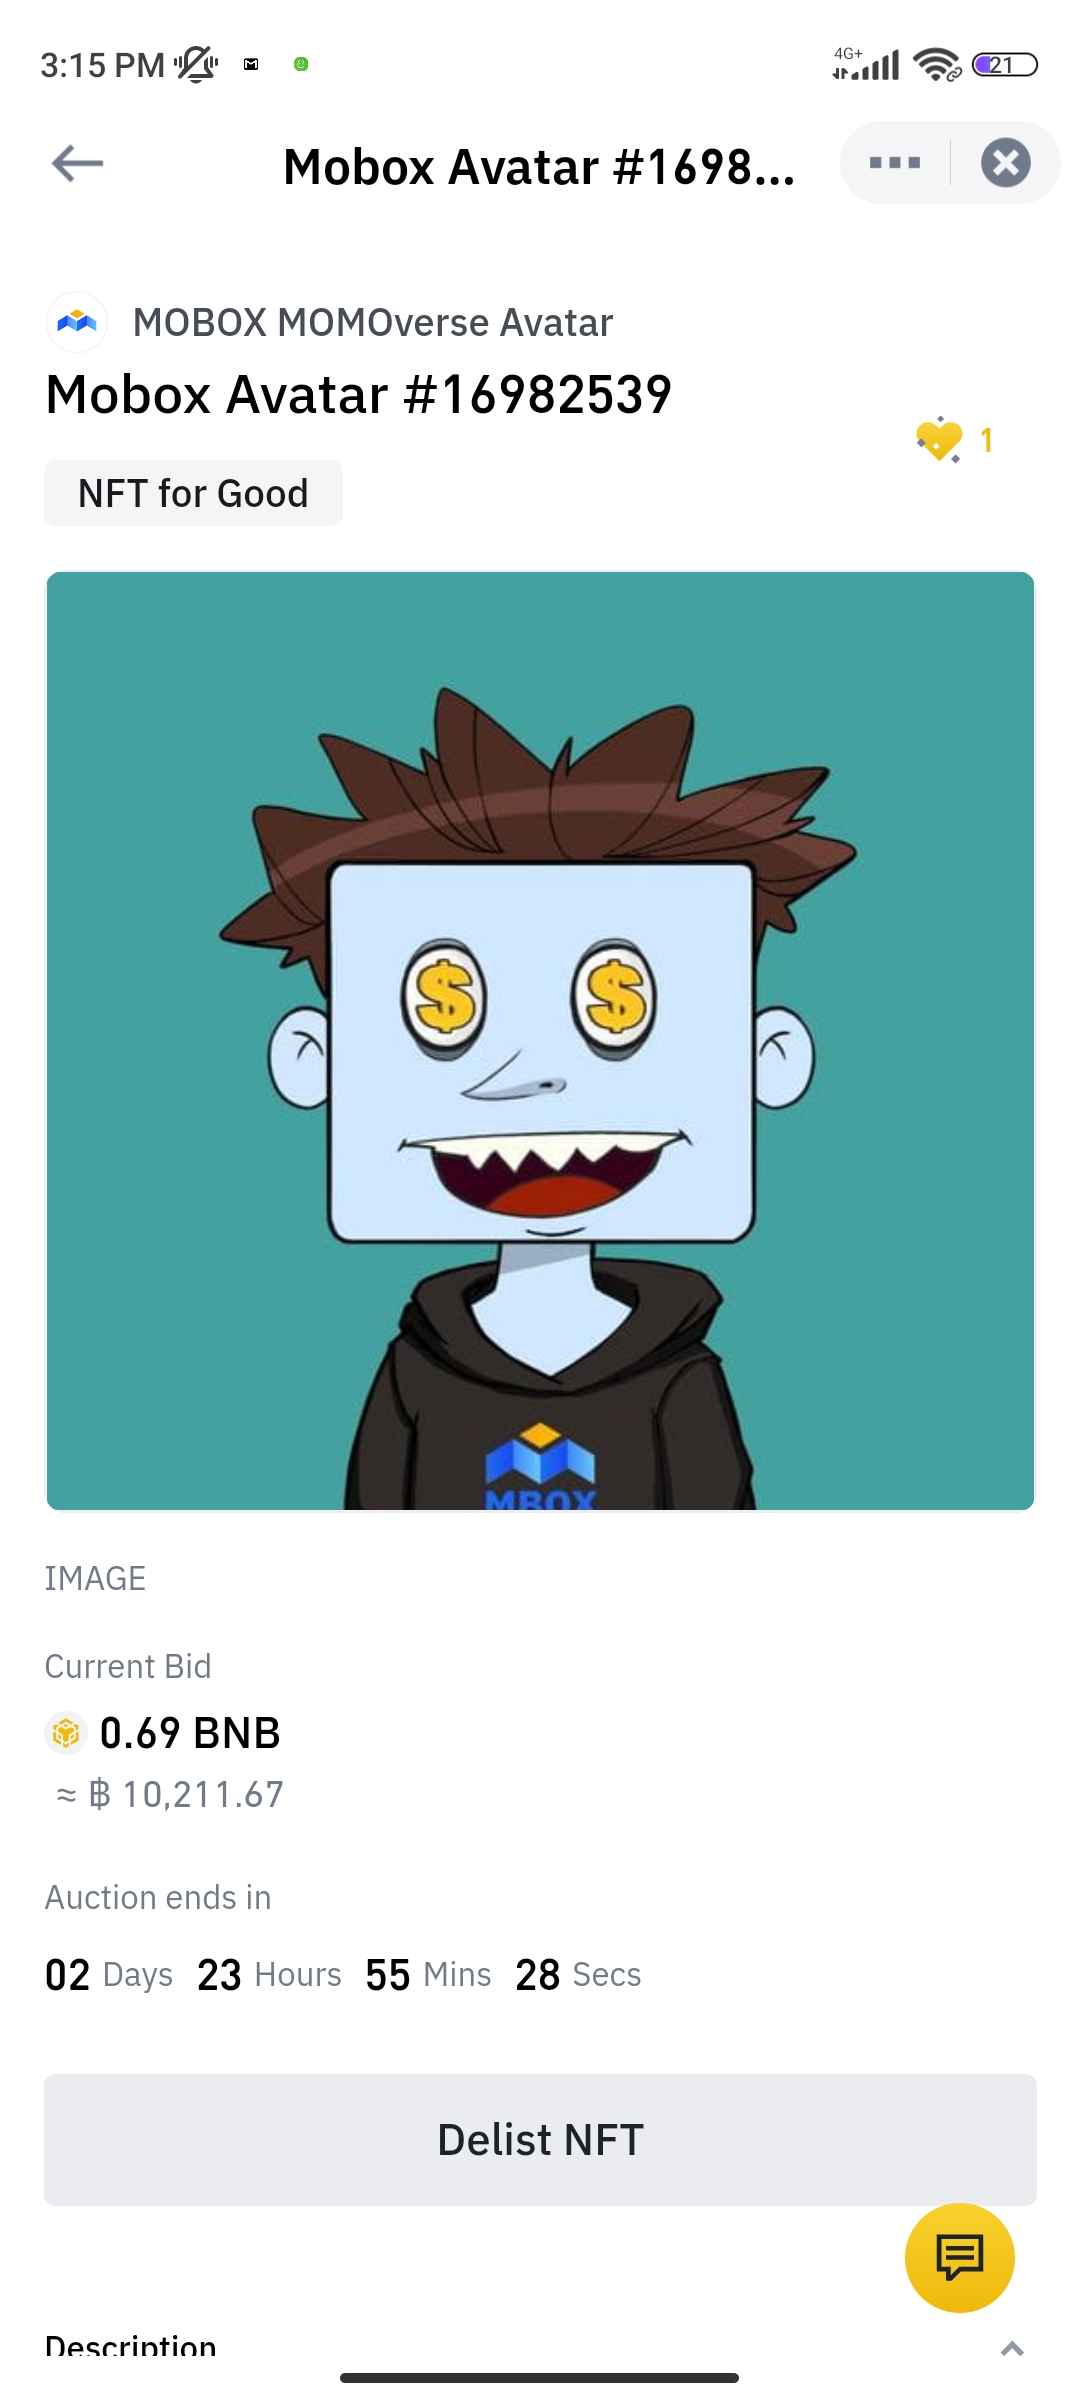 3:15 PM
4G+
21
Mobox Avatar #1698...
MOBOX MOMOverse Avatar
Mobox Avatar #16982539
1
NFT for Good
$ $
MBOX
IMAGE
Current Bid
0.69 BNB
≈ ฿ 10,211.67
Auction ends in
02 Days 23 Hours 55 Mins 28 Secs
Delist NFT
Description